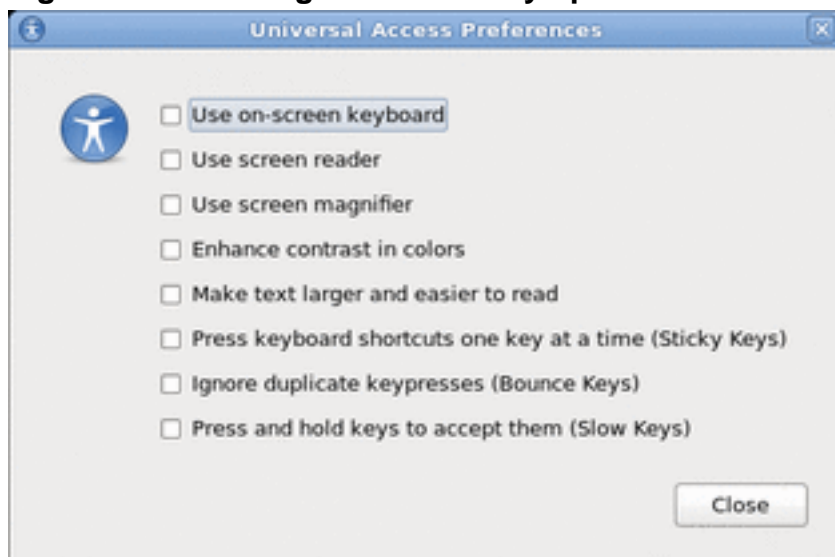 Universal Access Preferences
Use on-screen keyboard
Use screen reader
Use screen magnifier
Enhance contrast in colors
Make text larger and easier to read
Press keyboard shortcuts one key at a time (Sticky Keys)
Ignore duplicate keypresses (Bounce Keys)
Press and hold keys to accept them (Slow Keys)
Close